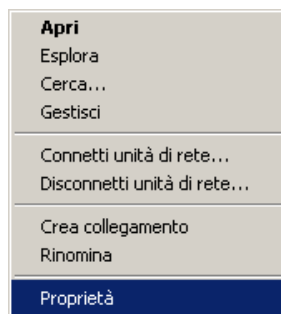 Apri
Esplora
Cerca...
Gestisci
Connetti unità di rete...
Disconnetti unità di rete...
Crea collegamento
Rinomina
Proprietà